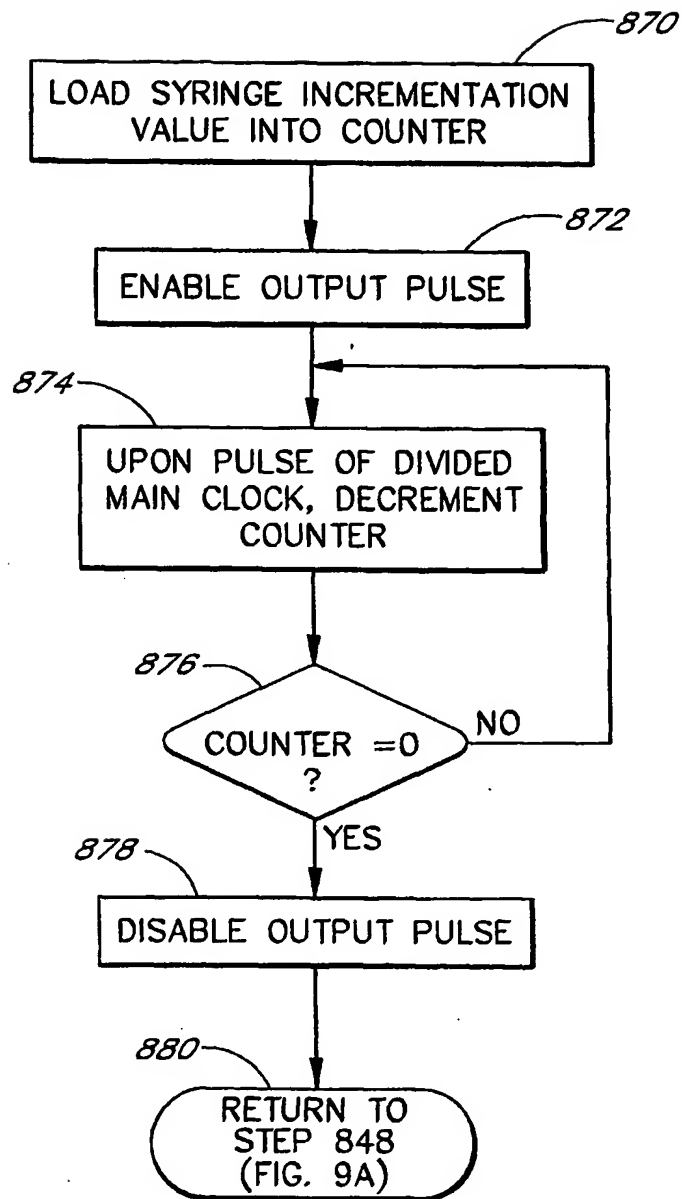 870
LOAD SYRINGE INCREMENTATION
VALUE INTO COUNTER
872
ENABLE OUTPUT PULSE
874
UPON PULSE OF DIVIDED
MAIN CLOCK, DECREMENT
COUNTER
876
COUNTER =0
?
NO
YES
878
DISABLE OUTPUT PULSE
880
RETURN TO
STEP 848
(FIG. 9A)